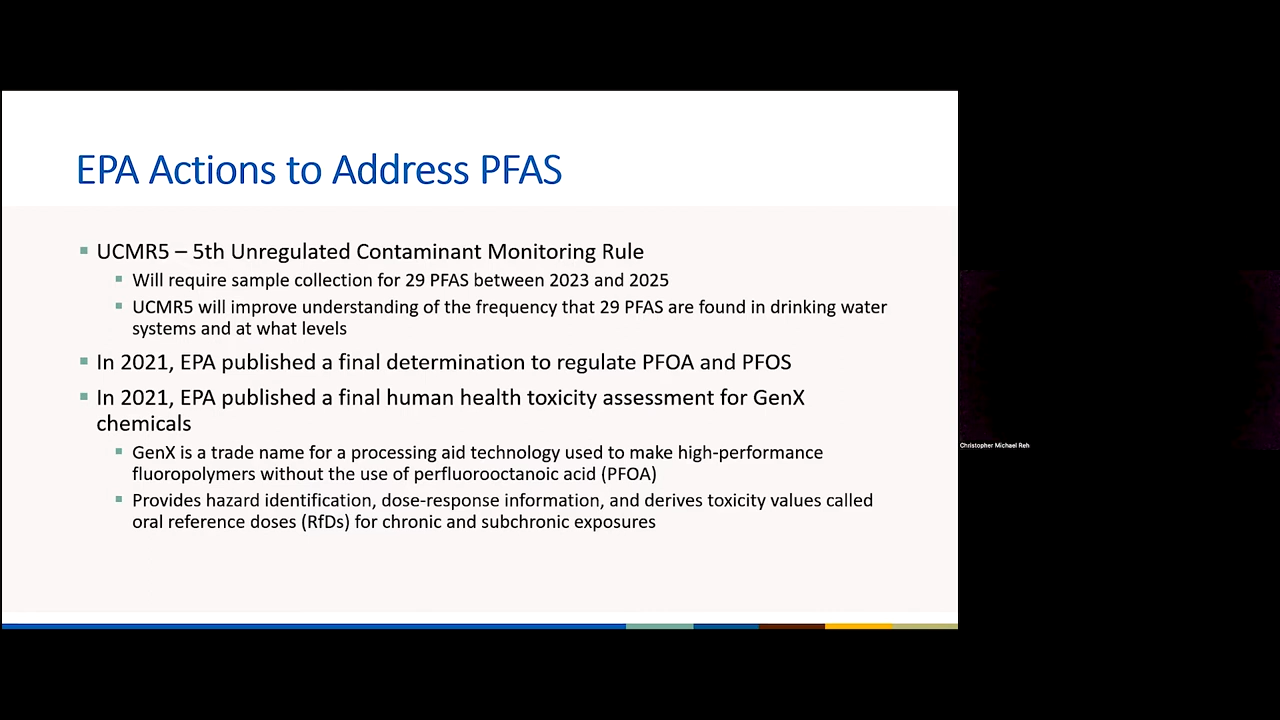 EPA Actions to Address PFAS
▪ UCMR5 – 5th Unregulated Contaminant Monitoring Rule
▪ Will require sample collection for 29 PFAS between 2023 and 2025
▪ UCMR5 will improve understanding of the frequency that 29 PFAS are found in drinking water
systems and at what levels
▪ In 2021, EPA published a final determination to regulate PFOA and PFOS
▪ In 2021, EPA published a final human health toxicity assessment for GenX
chemicals
▪ GenX is a trade name for a processing aid technology used to make high-performance
fluoropolymers without the use of perfluorooctanoic acid (PFOA)
▪ Provides hazard identification, dose-response information, and derives toxicity values called
oral reference doses (RfDs) for chronic and subchronic exposures
Christopher Michael Reh